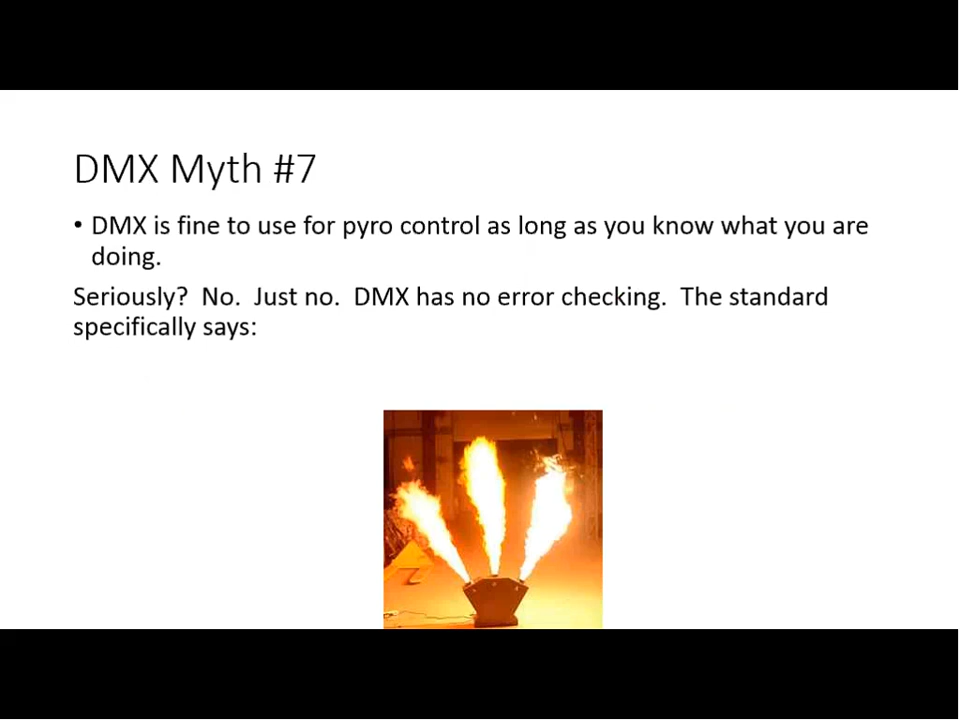 DMX Myth #7
• DMX is fine to use for pyro control as long as you know what you are
doing.
Seriously?  No.  Just no.  DMX has no error checking.  The standard
specifically says: